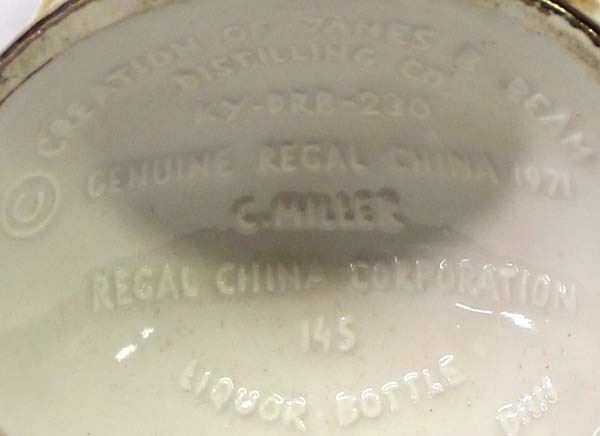 © CREATION OF JAMES B BEAM
DISTILLING CO
KY-DRB-230
GENUINE REGAL CHINA 1971
C. MILLER
REGAL CHINA CORPORATION
145
LIQUOR BOTTLE